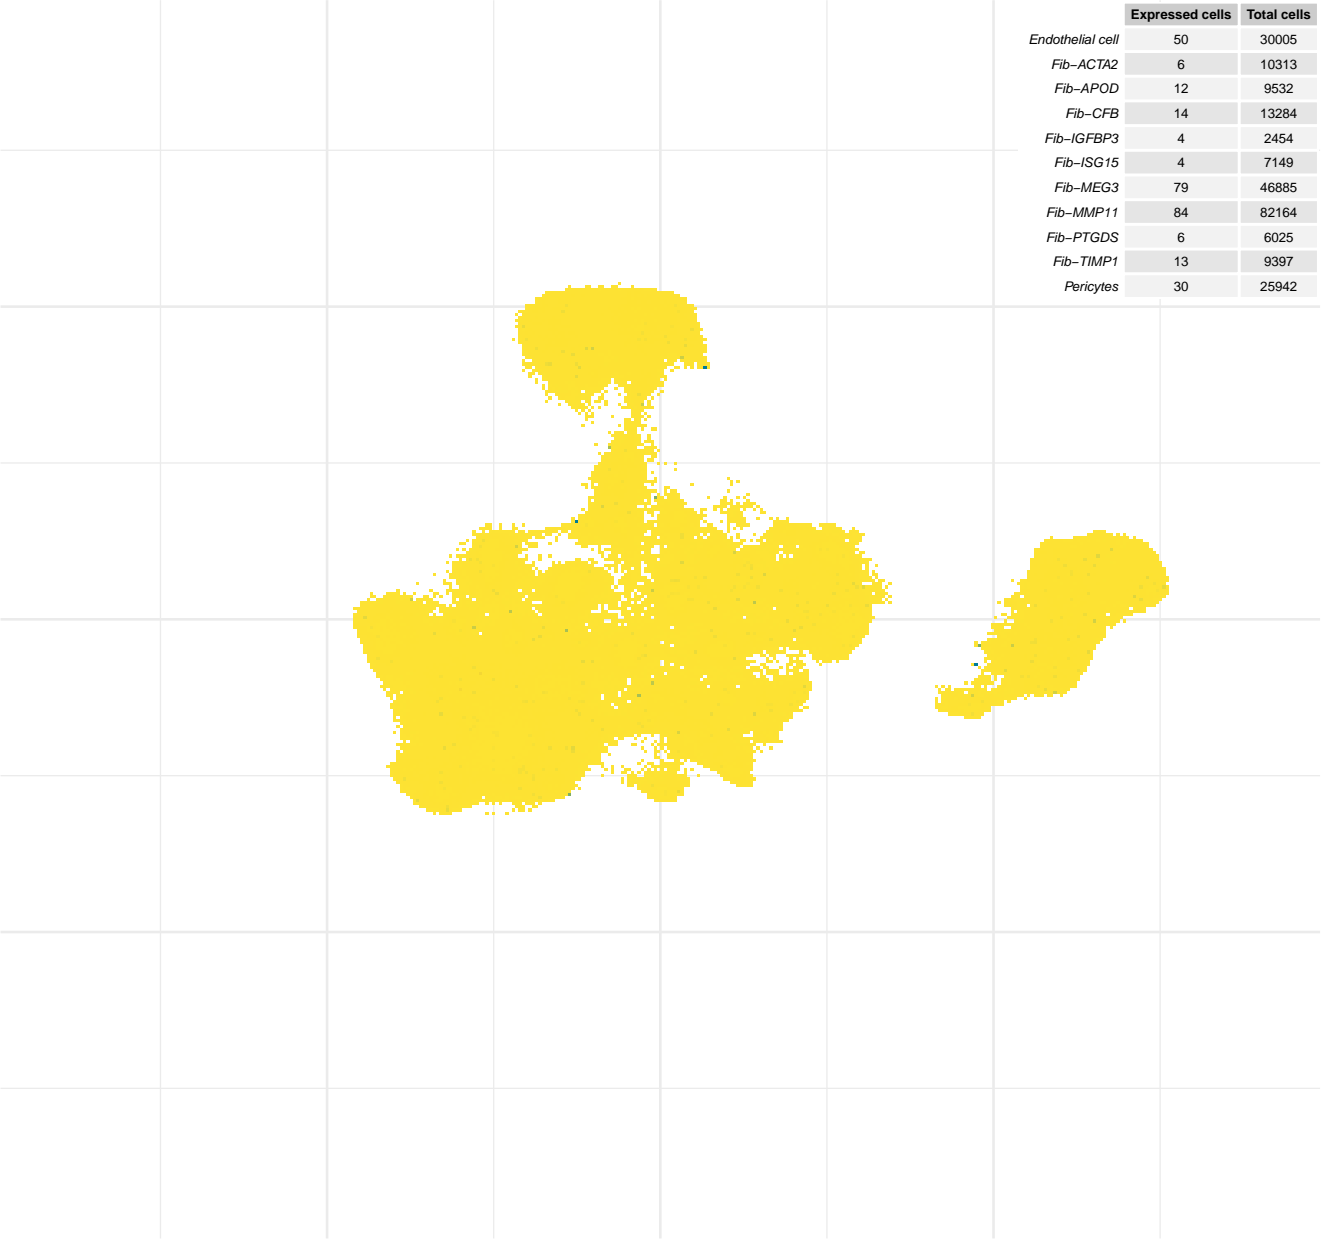 Expressed cells Total cells
Endothelial cell 50 30005
Fib−ACTA2 6 10313
Fib−APOD 12 9532
Fib−CFB 14 13284
Fib−IGFBP3 4 2454
Fib−ISG15 4 7149
Fib−MEG3 79 46885
Fib−MMP11 84 82164
Fib−PTGDS 6 6025
Fib−TIMP1 13 9397
Pericytes 30 25942